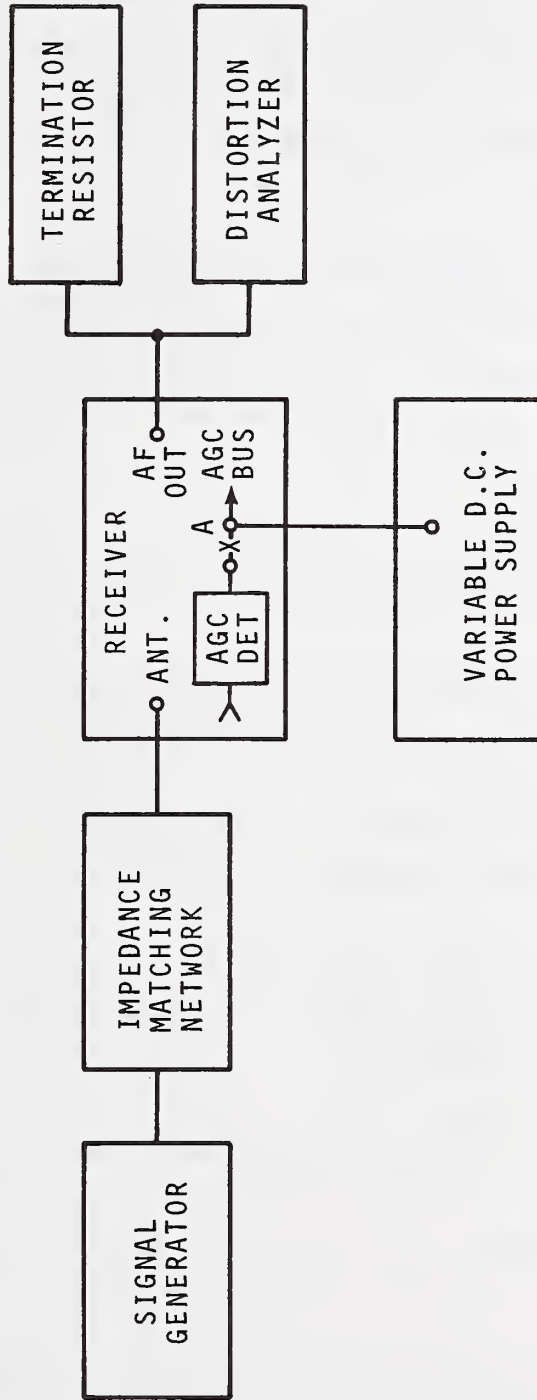 SIGNAL
GENERATOR
IMPEDANCE
MATCHING
NETWORK
RECEIVER
ANT.
AF
OUT
AGC
DET
X
A
AGC
BUS
TERMINATION
RESISTOR
DISTORTION
ANALYZER
VARIABLE D.C.
POWER SUPPLY